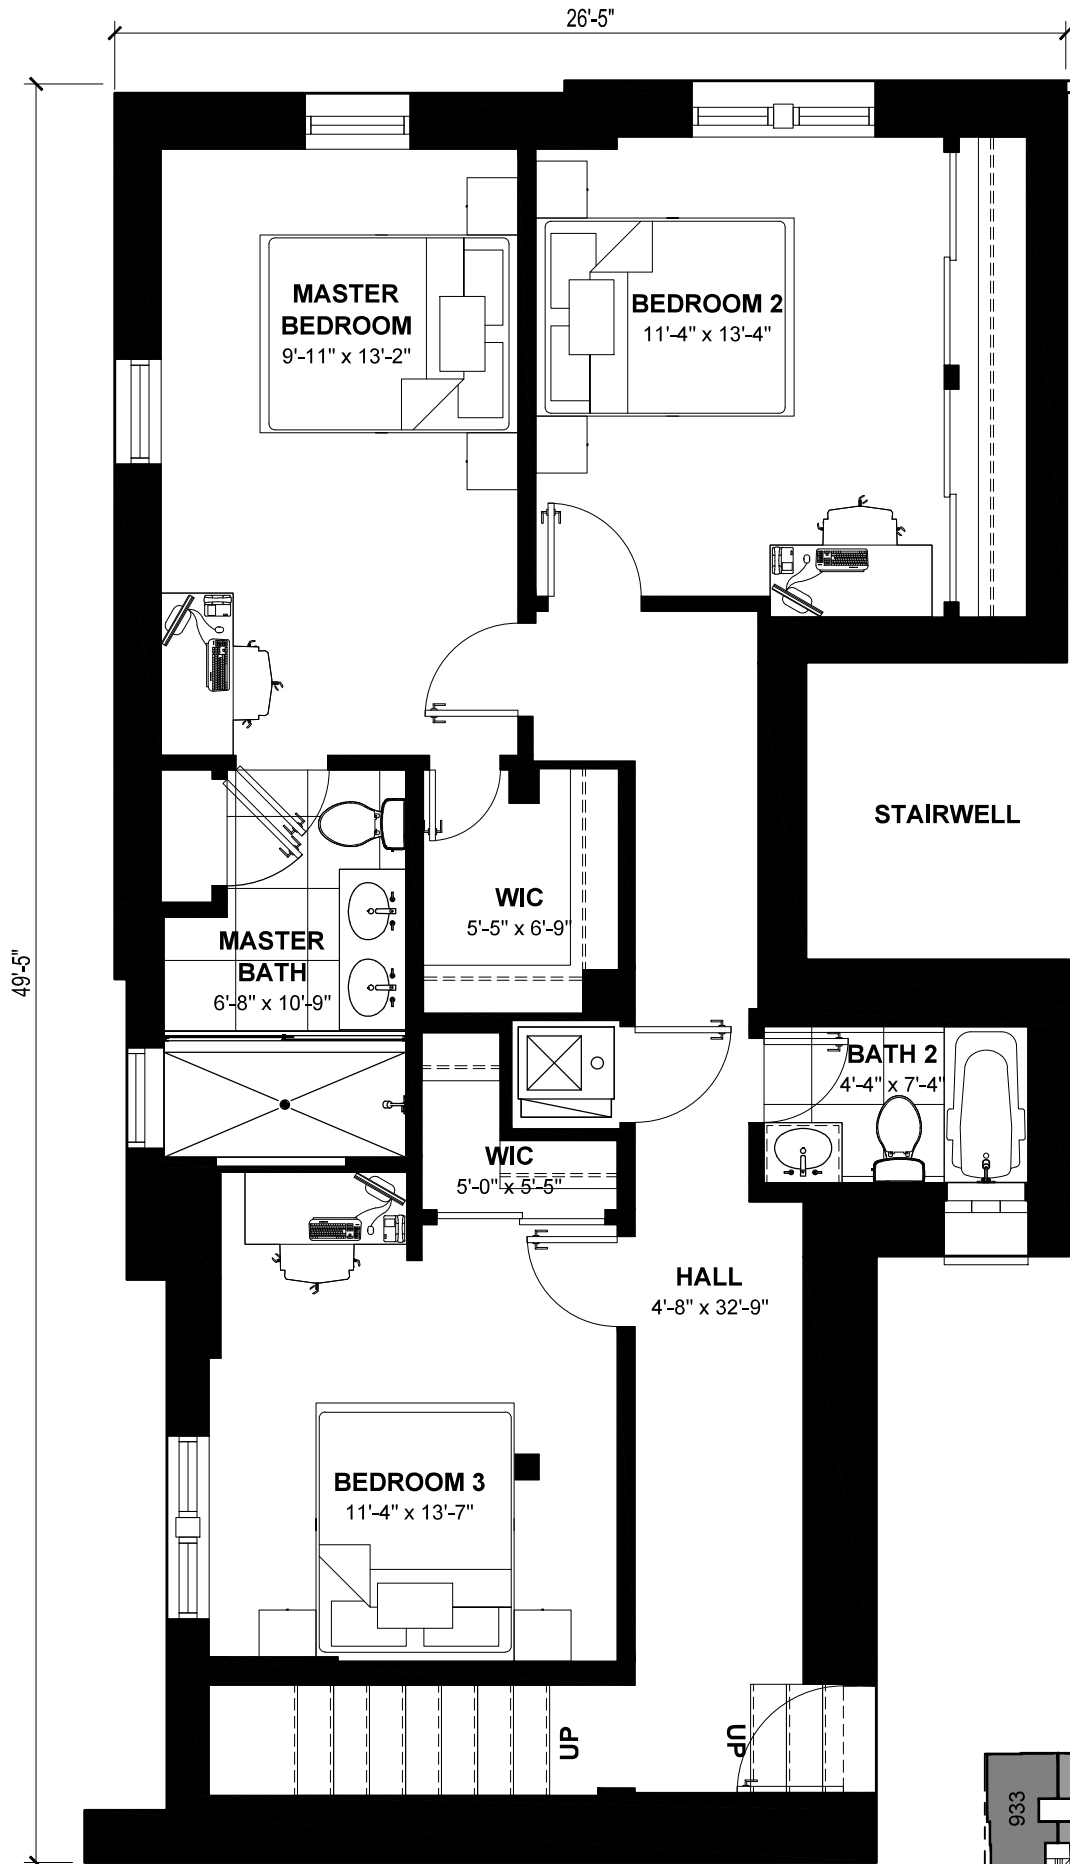 26'-5"
49'-5"
MASTER
BEDROOM
9'-11" x 13'-2"
BEDROOM 2
11'-4" x 13'-4"
STAIRWELL
WIC
5'-5" x 6'-9"
MASTER
BATH
6'-8" x 10'-9"
BATH 2
4'-4" x 7'-4"
WIC
5'-0" x 5'-5"
HALL
4'-8" x 32'-9"
BEDROOM 3
11'-4" x 13'-7"
UP
UP
933